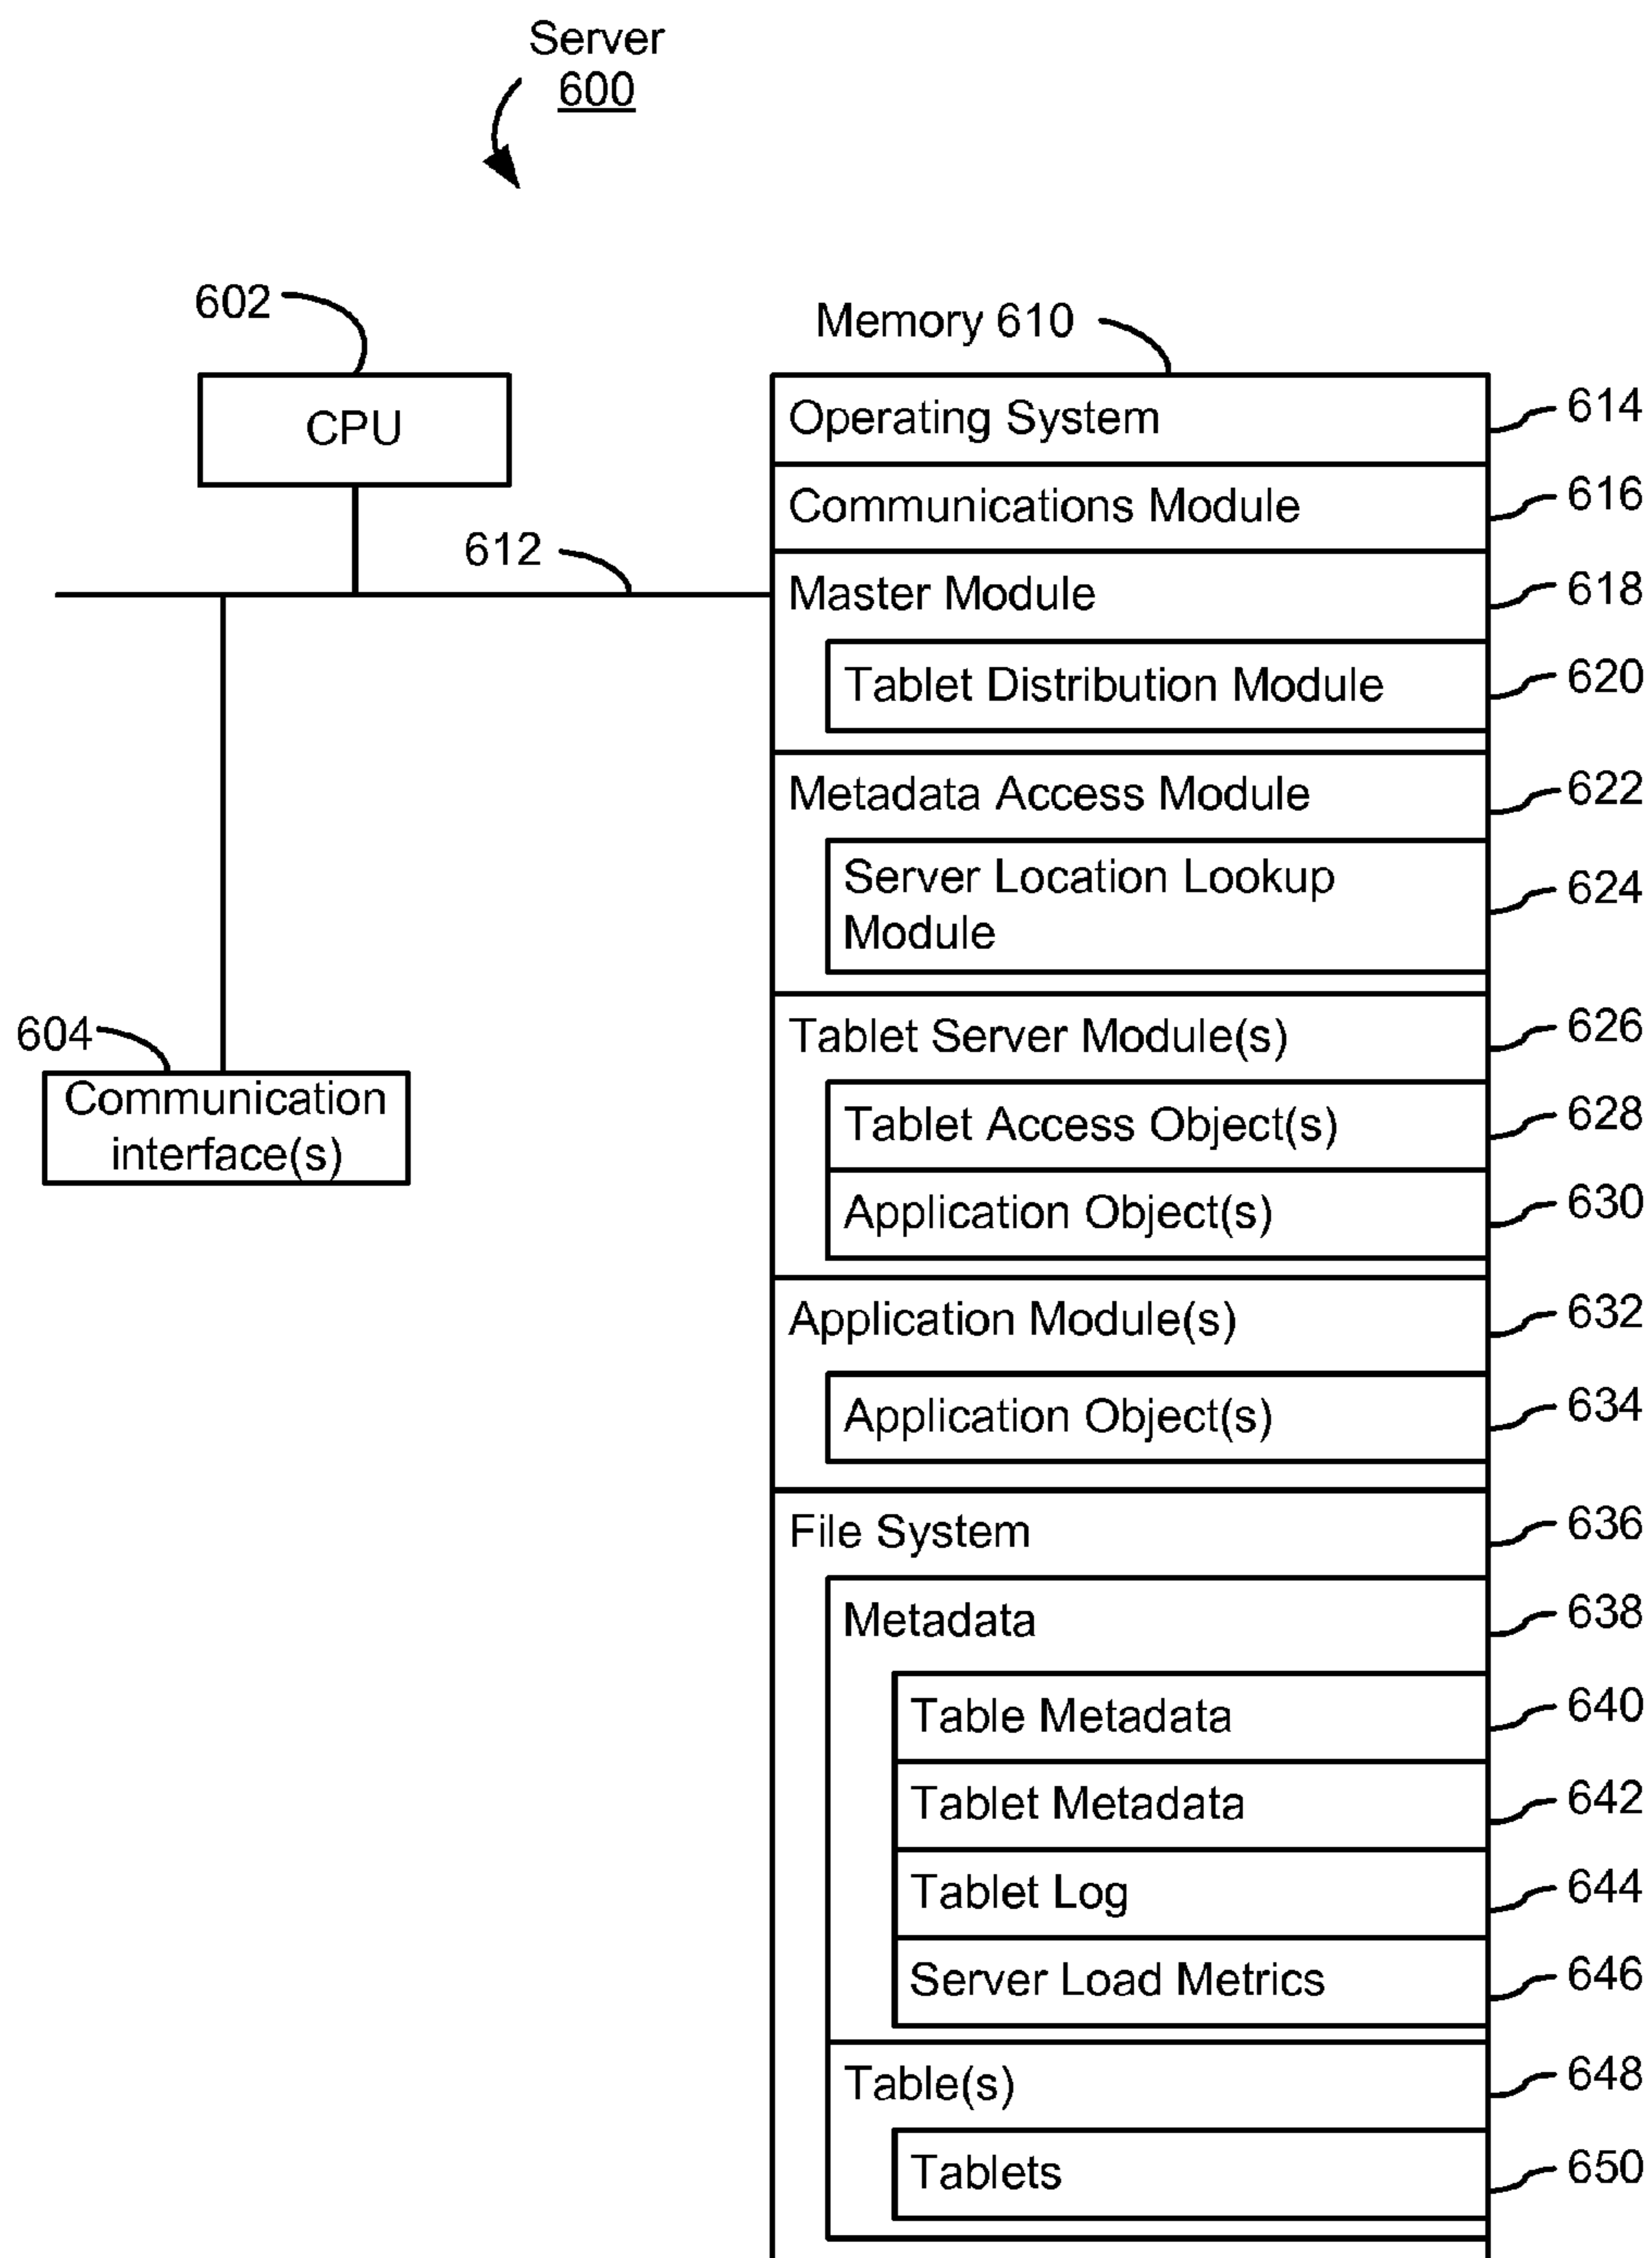 Server
600
602
Memory 610
CPU
Operating System
614
Communications Module
616
612
Master Module
618
Tablet Distribution Module
620
Metadata Access Module
622
Server Location Lookup
Module
624
604
Communication
interface(s)
Tablet Server Module(s)
626
Tablet Access Object(s)
628
Application Object(s)
630
Application Module(s)
632
Application Object(s)
634
File System
636
Metadata
638
Table Metadata
640
Tablet Metadata
642
Tablet Log
644
Server Load Metrics
646
Table(s)
648
Tablets
650